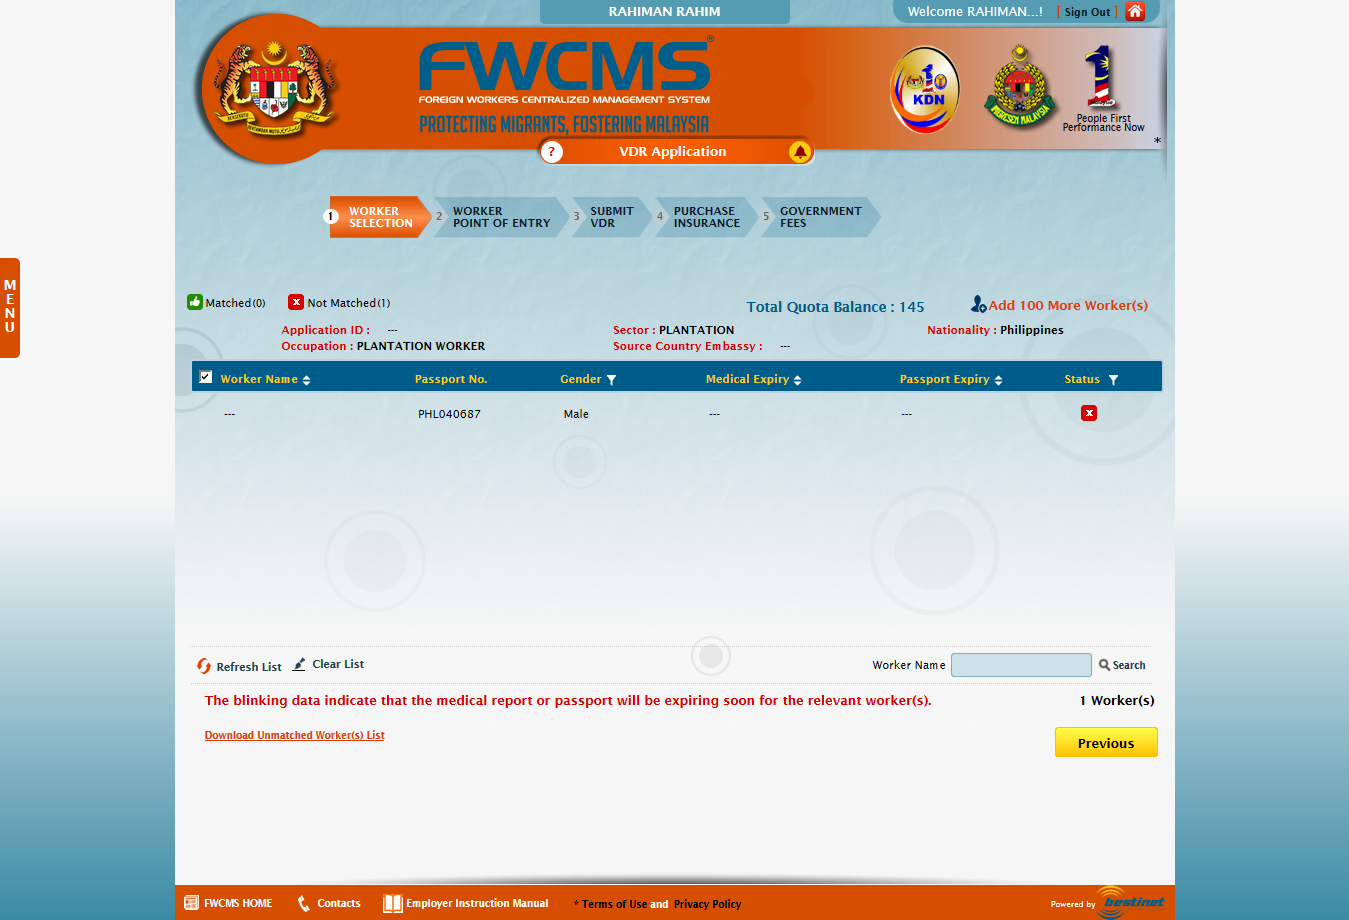 RAHIMAN RAHIM
Welcome RAHIMAN...! [ Sign Out ]
FWCMS®
FOREIGN WORKERS CENTRALIZED MANAGEMENT SYSTEM
PROTECTING MIGRANTS, FOSTERING MALAYSIA
KDN
1
People First
Performance Now
*
? VDR Application
1 WORKER SELECTION
2 WORKER POINT OF ENTRY
3 SUBMIT VDR
4 PURCHASE INSURANCE
5 GOVERNMENT FEES
MENU
Matched(0) Not Matched(1)
Total Quota Balance : 145 Add 100 More Worker(s)
Application ID : --- Sector : PLANTATION Nationality : Philippines
Occupation : PLANTATION WORKER Source Country Embassy : ---
Worker Name Passport No. Gender Medical Expiry Passport Expiry Status
--- PHL040687 Male --- ---
Refresh List Clear List Worker Name Search
The blinking data indicate that the medical report or passport will be expiring soon for the relevant worker(s). 1 Worker(s)
Download Unmatched Worker(s) List
Previous
FWCMS HOME Contacts Employer Instruction Manual * Terms of Use and Privacy Policy Powered by bestinet